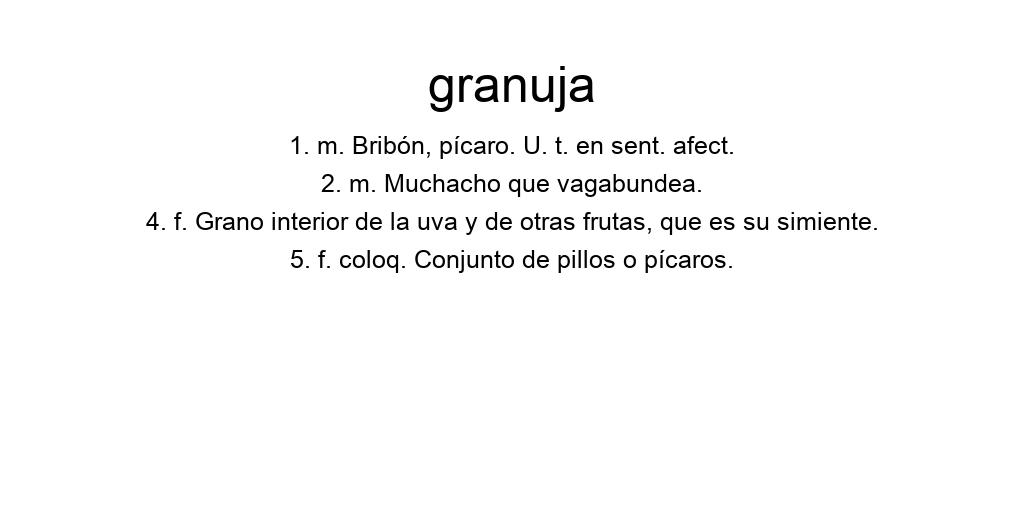 granuja
1. m. Bribón, pícaro. U. t. en sent. afect.
2. m. Muchacho que vagabundea.
4. f. Grano interior de la uva y de otras frutas, que es su simiente.
5. f. coloq. Conjunto de pillos o pícaros.